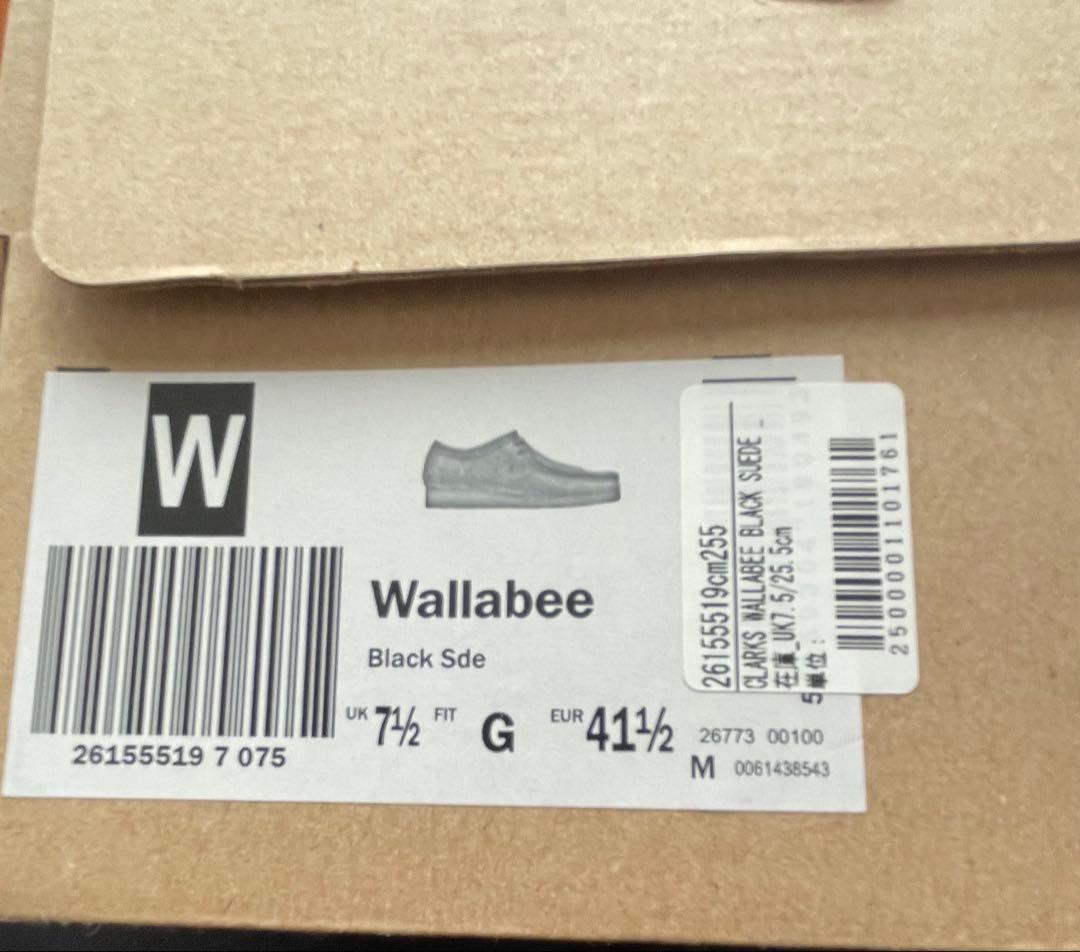 W
26155519 7 075
Wallabee
Black Sde
UK 7½ FIT G EUR 41½
26773 00100
M 0061438543
26155519cm255
CLARKS WALLABEE BLACK SUEDE _
在庫_UK7.5/25.5cm
単位:
2500001101761